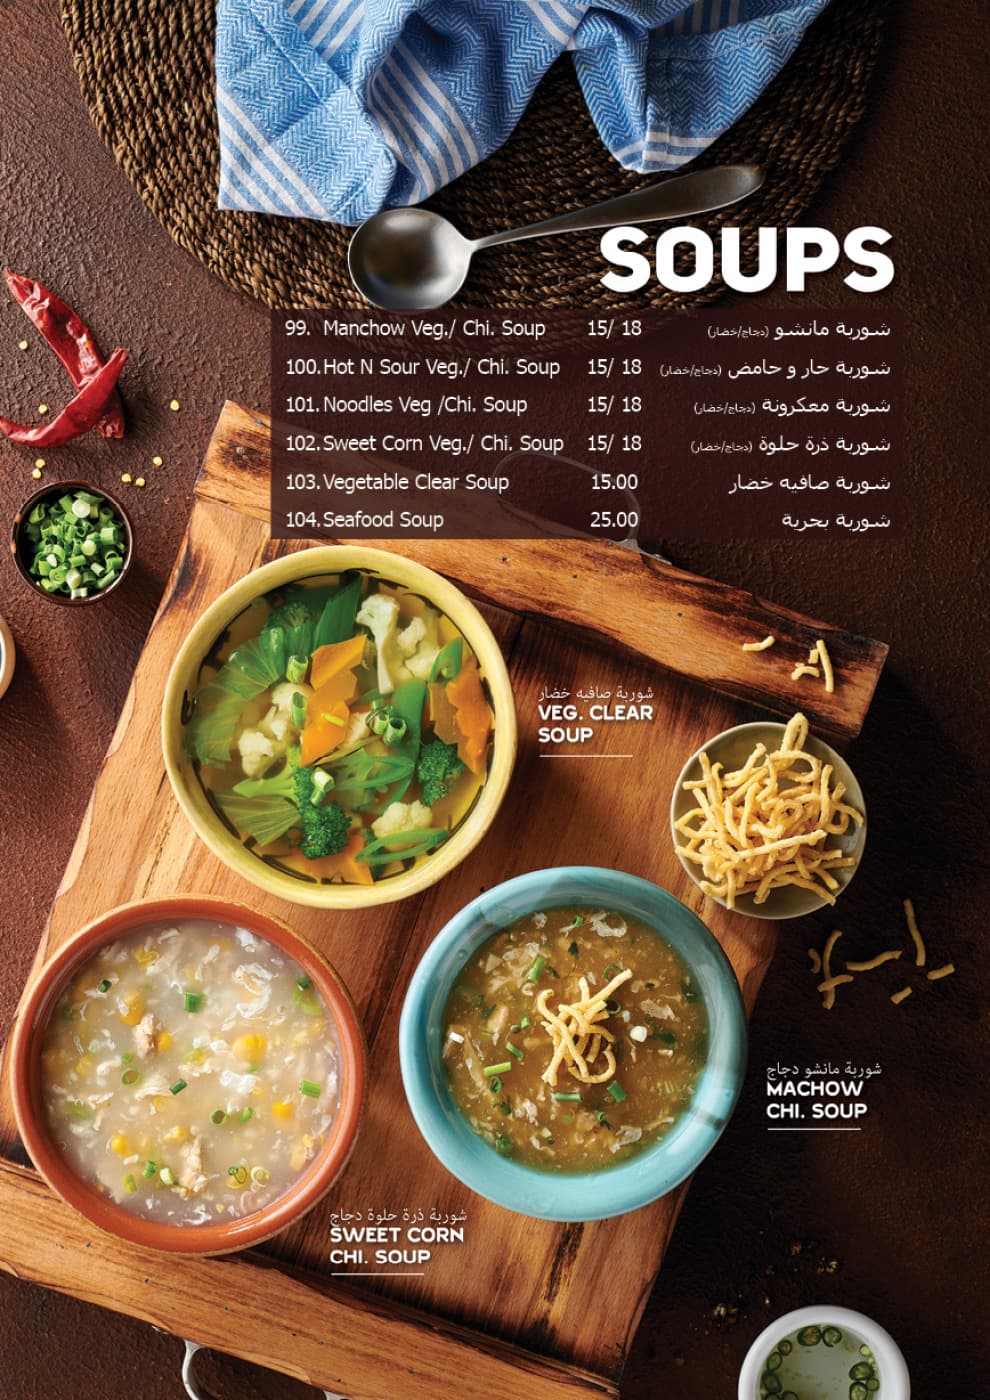 SOUPS
99. Manchow Veg./ Chi. Soup 15/ 18 شوربة مانشو (دجاج/خضار)
100. Hot N Sour Veg./ Chi. Soup 15/ 18 شوربة حار و حامض (دجاج/خضار)
101. Noodles Veg /Chi. Soup 15/ 18 شوربة معكرونة (دجاج/خضار)
102. Sweet Corn Veg./ Chi. Soup 15/ 18 شوربة ذرة حلوة (دجاج/خضار)
103. Vegetable Clear Soup 15.00 شوربة صافيه خضار
104. Seafood Soup 25.00 شوربة بحرية
شوربة صافيه خضار
VEG. CLEAR
SOUP
شوربة مانشو دجاج
MACHOW
CHI. SOUP
شوربة ذرة حلوة دجاج
SWEET CORN
CHI. SOUP